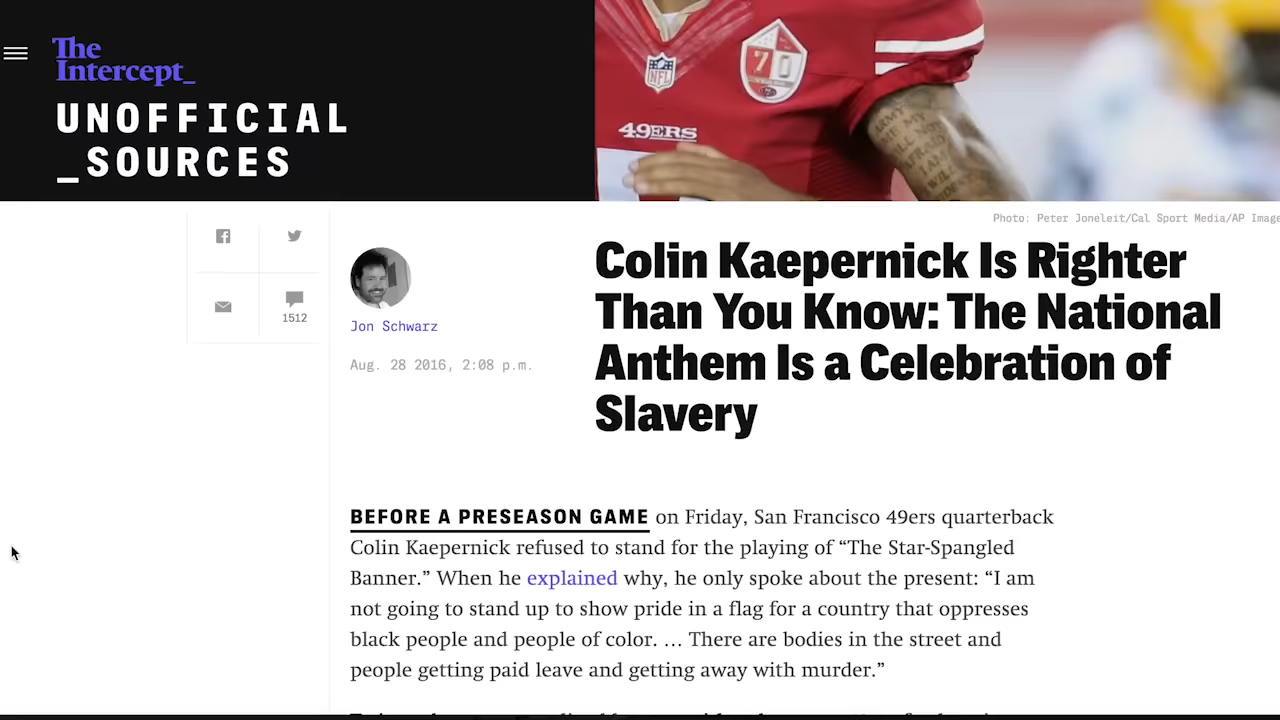 The
Intercept_
UNOFFICIAL
_SOURCES
NFL
70
49ERS
Photo: Peter Joneleit/Cal Sport Media/AP Image
1512
Jon Schwarz
Aug. 28 2016, 2:08 p.m.
Colin Kaepernick Is Righter
Than You Know: The National
Anthem Is a Celebration of
Slavery
BEFORE A PRESEASON GAME on Friday, San Francisco 49ers quarterback
Colin Kaepernick refused to stand for the playing of “The Star-Spangled
Banner.” When he explained why, he only spoke about the present: “I am
not going to stand up to show pride in a flag for a country that oppresses
black people and people of color. … There are bodies in the street and
people getting paid leave and getting away with murder.”